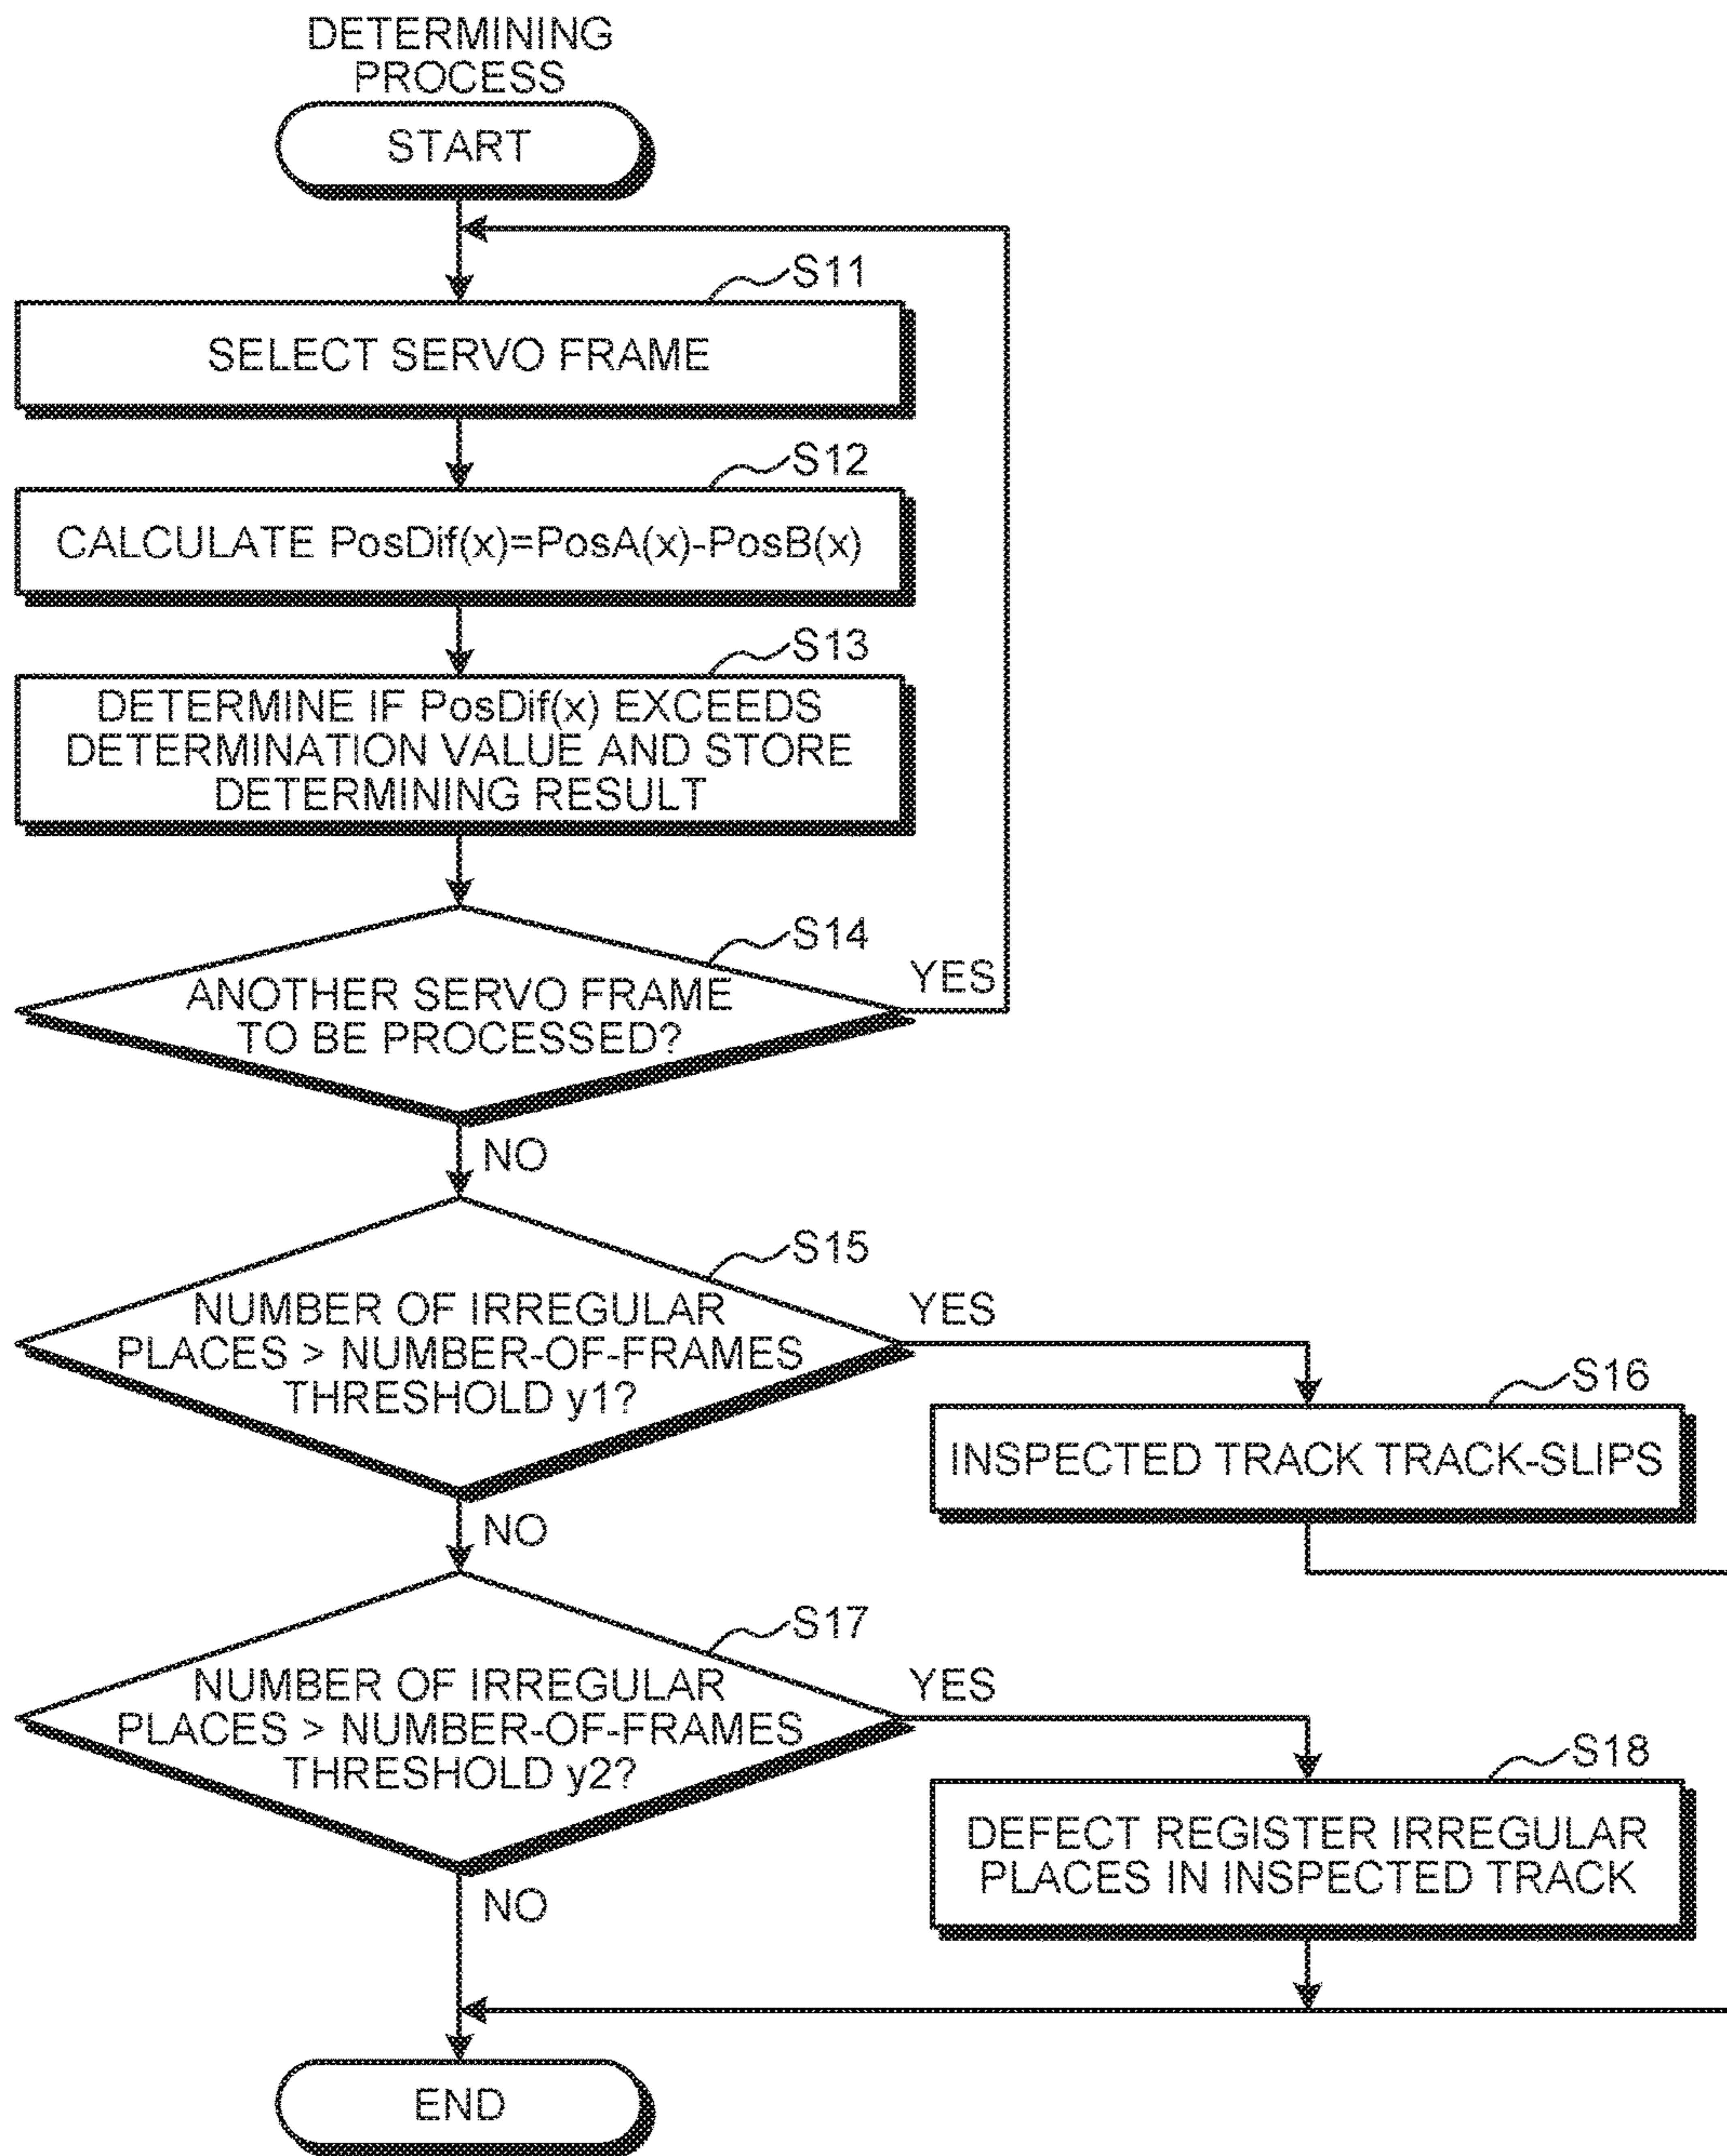 DETERMINING
PROCESS
START
S11
SELECT SERVO FRAME
S12
CALCULATE PosDif(x)=PosA(x)-PosB(x)
S13
DETERMINE IF PosDif(x) EXCEEDS
DETERMINATION VALUE AND STORE
DETERMINING RESULT
S14
YES
ANOTHER SERVO FRAME
TO BE PROCESSED?
NO
S15
YES
NUMBER OF IRREGULAR
PLACES > NUMBER-OF-FRAMES
THRESHOLD y1?
S16
INSPECTED TRACK TRACK-SLIPS
NO
S17
YES
NUMBER OF IRREGULAR
PLACES > NUMBER-OF-FRAMES
THRESHOLD y2?
S18
DEFECT REGISTER IRREGULAR
PLACES IN INSPECTED TRACK
NO
END